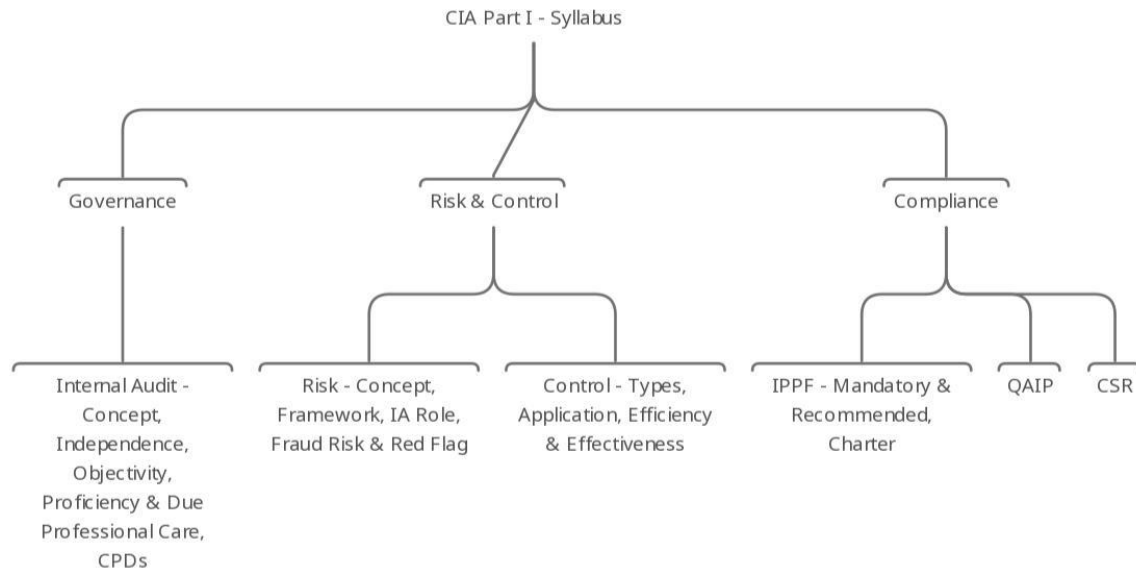 CIA Part I - Syllabus
Governance
Risk & Control
Compliance
Internal Audit -
Concept,
Independence,
Objectivity,
Proficiency & Due
Professional Care,
CPDs
Risk - Concept,
Framework, IA Role,
Fraud Risk & Red Flag
Control - Types,
Application, Efficiency
& Effectiveness
IPPF - Mandatory &
Recommended,
Charter
QAIP
CSR